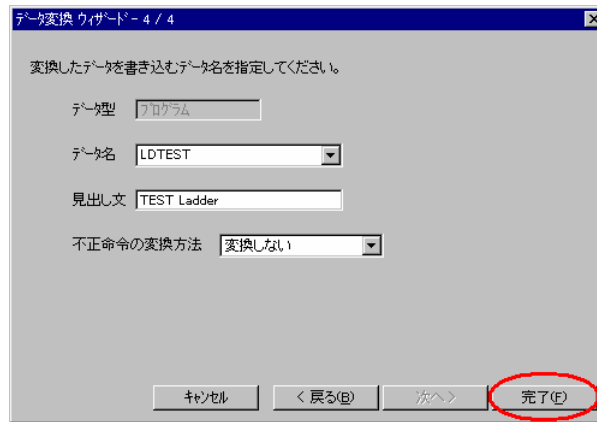 ﾃﾞｰﾀ変換 ｳｨｻﾞｰﾄﾞ - 4 / 4
変換したﾃﾞｰﾀを書き込むﾃﾞｰﾀ名を指定してください。
ﾃﾞｰﾀ型 ﾌﾟﾛｸﾞﾗﾑ
ﾃﾞｰﾀ名 LDTEST
見出し文 TEST Ladder
不正命令の変換方法 変換しない
ｷｬﾝｾﾙ < 戻る(B) 次へ > 完了(F)